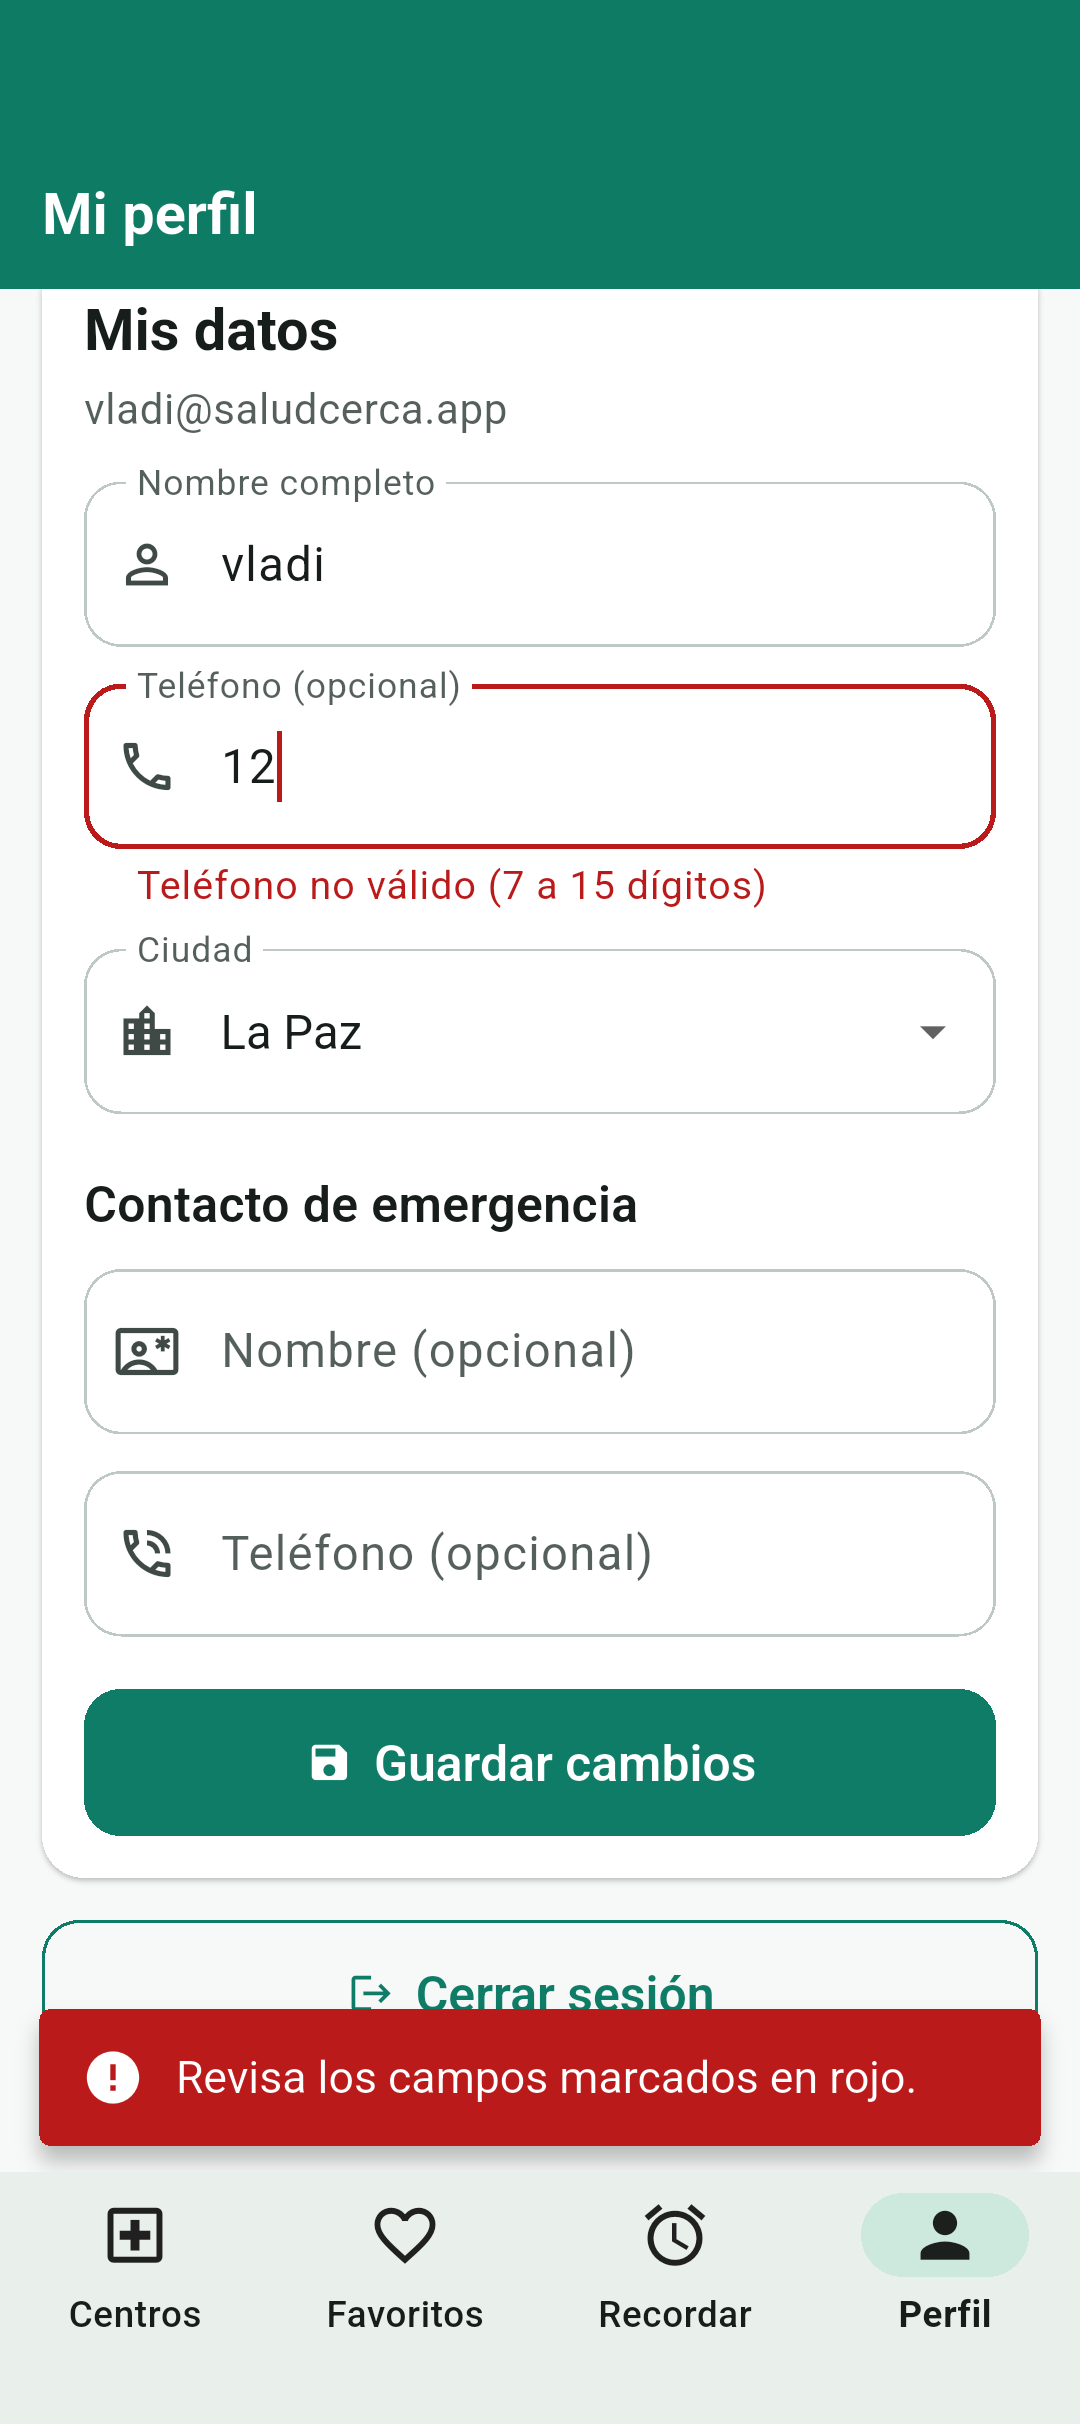 Mi perfil
Mis datos
vladi@saludcerca.app
Nombre completo
vladi
Teléfono (opcional)
12
Teléfono no válido (7 a 15 dígitos)
Ciudad
La Paz
Contacto de emergencia
Nombre (opcional)
Teléfono (opcional)
Guardar cambios
Cerrar sesión
Revisa los campos marcados en rojo.
Centros
Favoritos
Recordar
Perfil